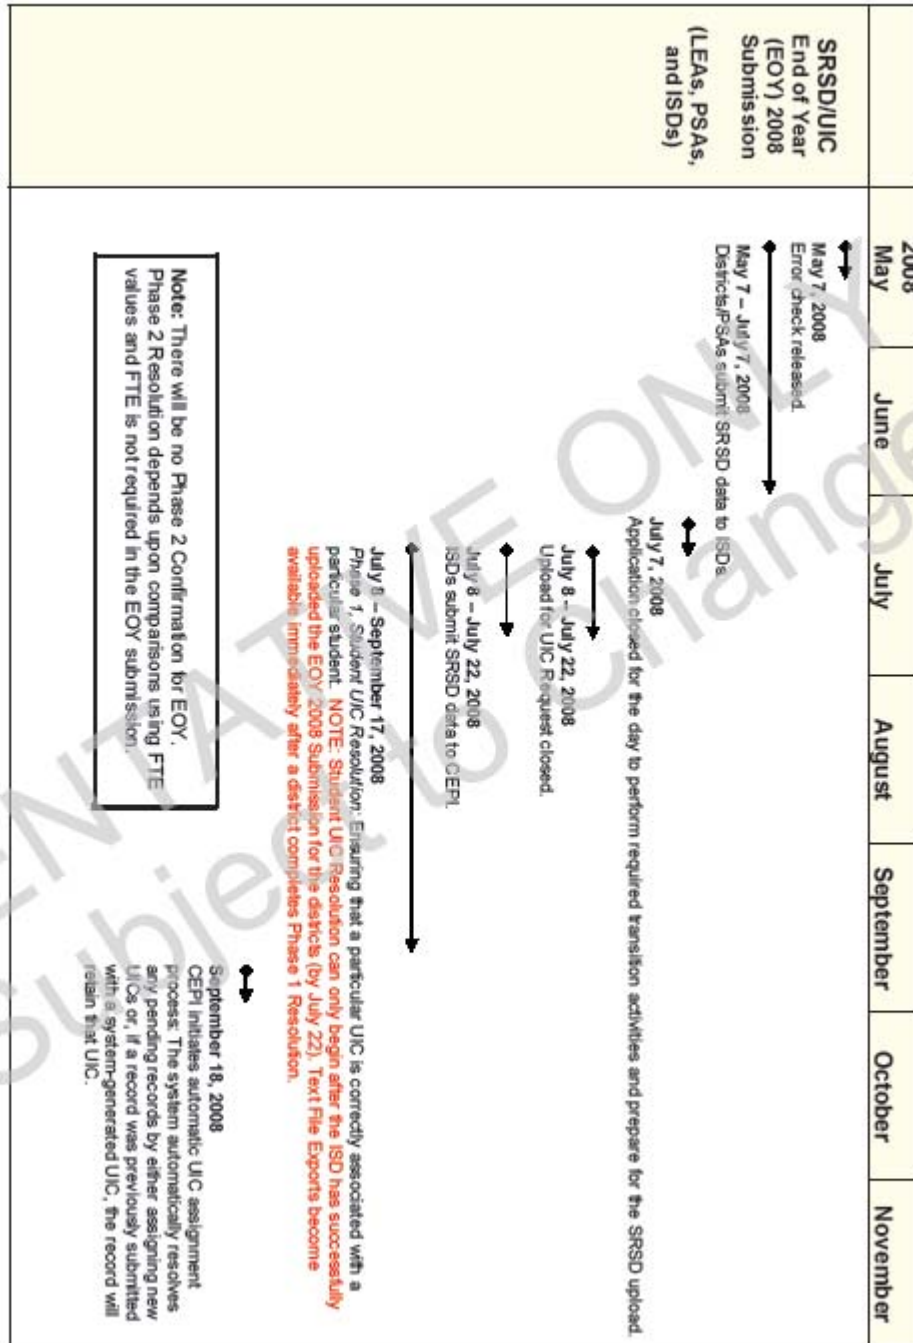 2008
May
June
July
August
September
October
November
SRSD/UIC
End of Year
(EOY) 2008
Submission
(LEAs, PSAs,
and ISDs)
May 7, 2008
Error check released.
May 7 – July 7, 2008
Districts/PSAs submit SRSD data to ISDs.
July 7, 2008
Application closed for the day to perform required transition activities and prepare for the SRSD upload.
July 8 – July 22, 2008
Upload for UIC Request closed.
July 8 – July 22, 2008
ISDs submit SRSD data to CEPI.
July 8 – September 17, 2008
Phase 1, Student UIC Resolution: Ensuring that a particular UIC is correctly associated with a
particular student. NOTE: Student UIC Resolution can only begin after the ISD has successfully
uploaded the EOY 2008 Submission for the districts (by July 22). Text File Exports become
available immediately after a district completes Phase 1 Resolution.
September 18, 2008
CEPI initiates automatic UIC assignment
process: The system automatically resolves
any pending records by either assigning new
UICs or, if a record was previously submitted
with a system-generated UIC, the record will
retain that UIC.
Note: There will be no Phase 2 Confirmation for EOY.
Phase 2 Resolution depends upon comparisons using FTE
values and FTE is not required in the EOY submission.
ENTATIVE ONLY
Subject to Change